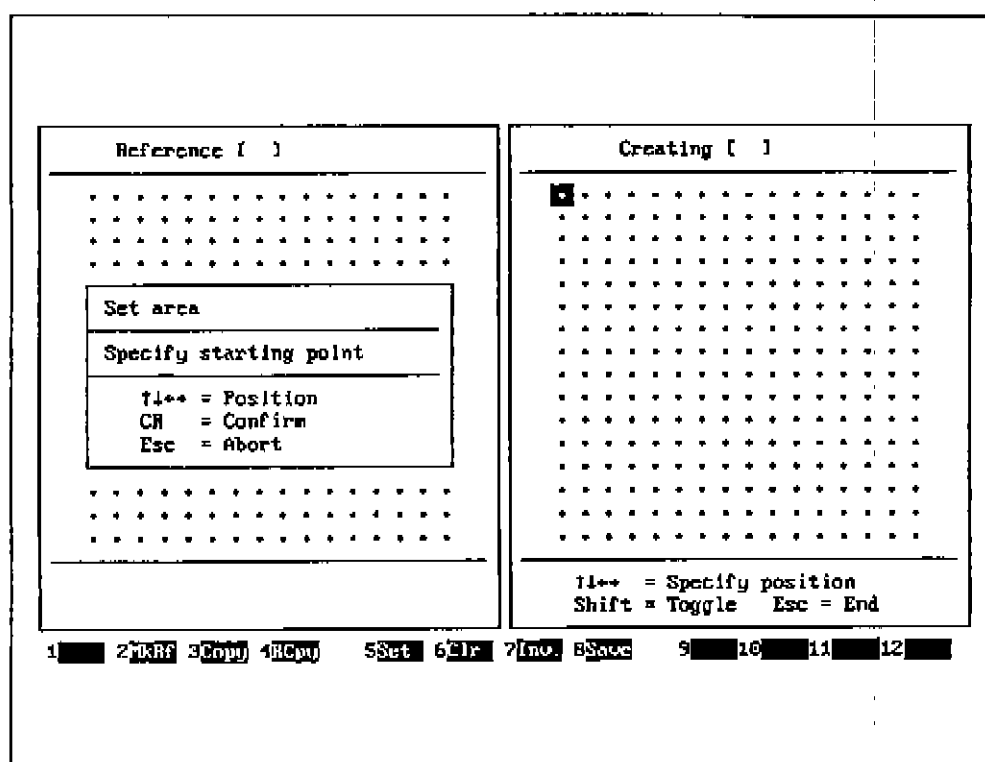 Reference [ ]
Creating [ ]
Set area
Specify starting point
↑↓←→ = Position
CR = Confirm
Esc = Abort
↑↓←→ = Specify position
Shift = Toggle Esc = End
1 2MkRf 3Copy 4RCpy 5Set 6Clr 7Inv. 8Save 9 10 11 12